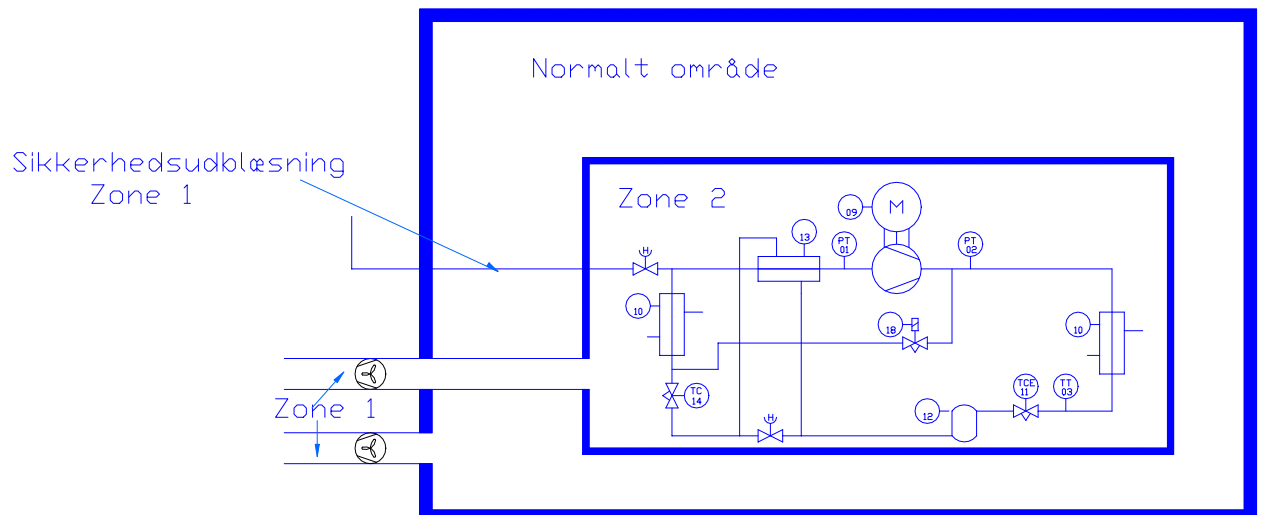 Normalt område
Sikkerhedsudblæsning
Zone 1
Zone 2
09
M
13
PT
01
PT
02
H
10
18
10
TC
14
TCE
11
TT
03
12
H
Zone 1